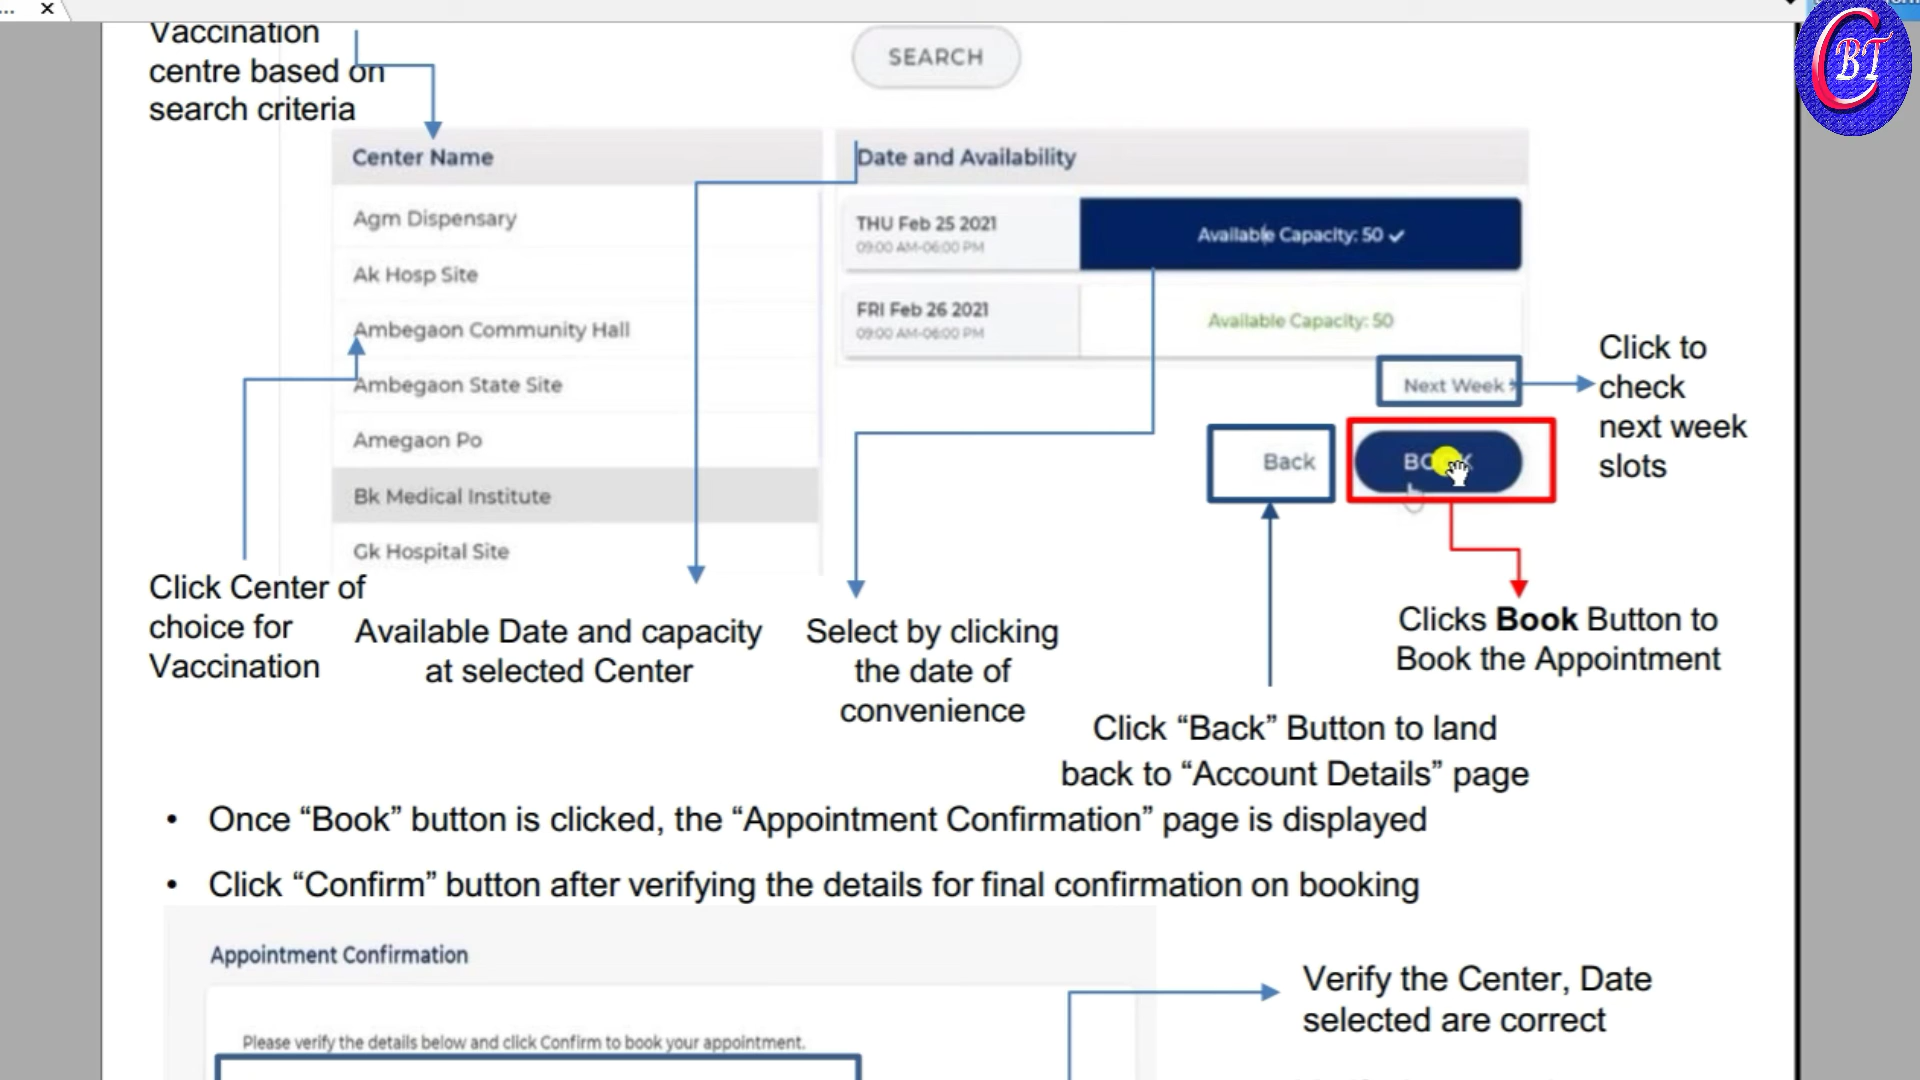 ...
Vaccination
centre based on
search criteria
SEARCH
Center Name
Date and Availability
Agm Dispensary
Ak Hosp Site
Ambegaon Community Hall
Ambegaon State Site
Amegaon Po
Bk Medical Institute
Gk Hospital Site
THU Feb 25 2021
09:00 AM-06:00 PM
Available Capacity: 50
FRI Feb 26 2021
09:00 AM-06:00 PM
Available Capacity: 50
Next Week
Back
BOOK
Click to
check
next week
slots
Click Center of
choice for
Vaccination
Available Date and capacity
at selected Center
Select by clicking
the date of
convenience
Clicks Book Button to
Book the Appointment
Click “Back” Button to land
back to “Account Details” page
• Once “Book” button is clicked, the “Appointment Confirmation” page is displayed
• Click “Confirm” button after verifying the details for final confirmation on booking
Appointment Confirmation
Please verify the details below and click Confirm to book your appointment.
Verify the Center, Date
selected are correct
CBT